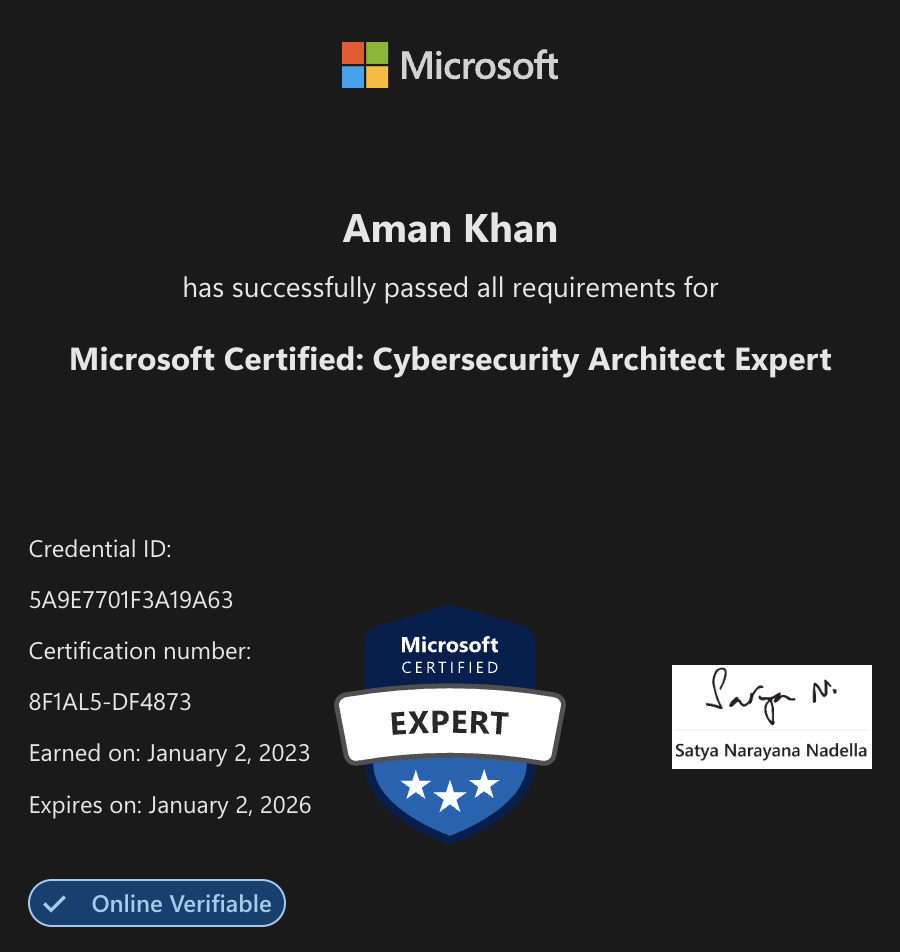 Microsoft
Aman Khan
has successfully passed all requirements for
Microsoft Certified: Cybersecurity Architect Expert
Credential ID:
5A9E7701F3A19A63
Certification number:
8F1AL5-DF4873
Earned on: January 2, 2023
Expires on: January 2, 2026
Microsoft
CERTIFIED
EXPERT
Satya N.
Satya Narayana Nadella
Online Verifiable